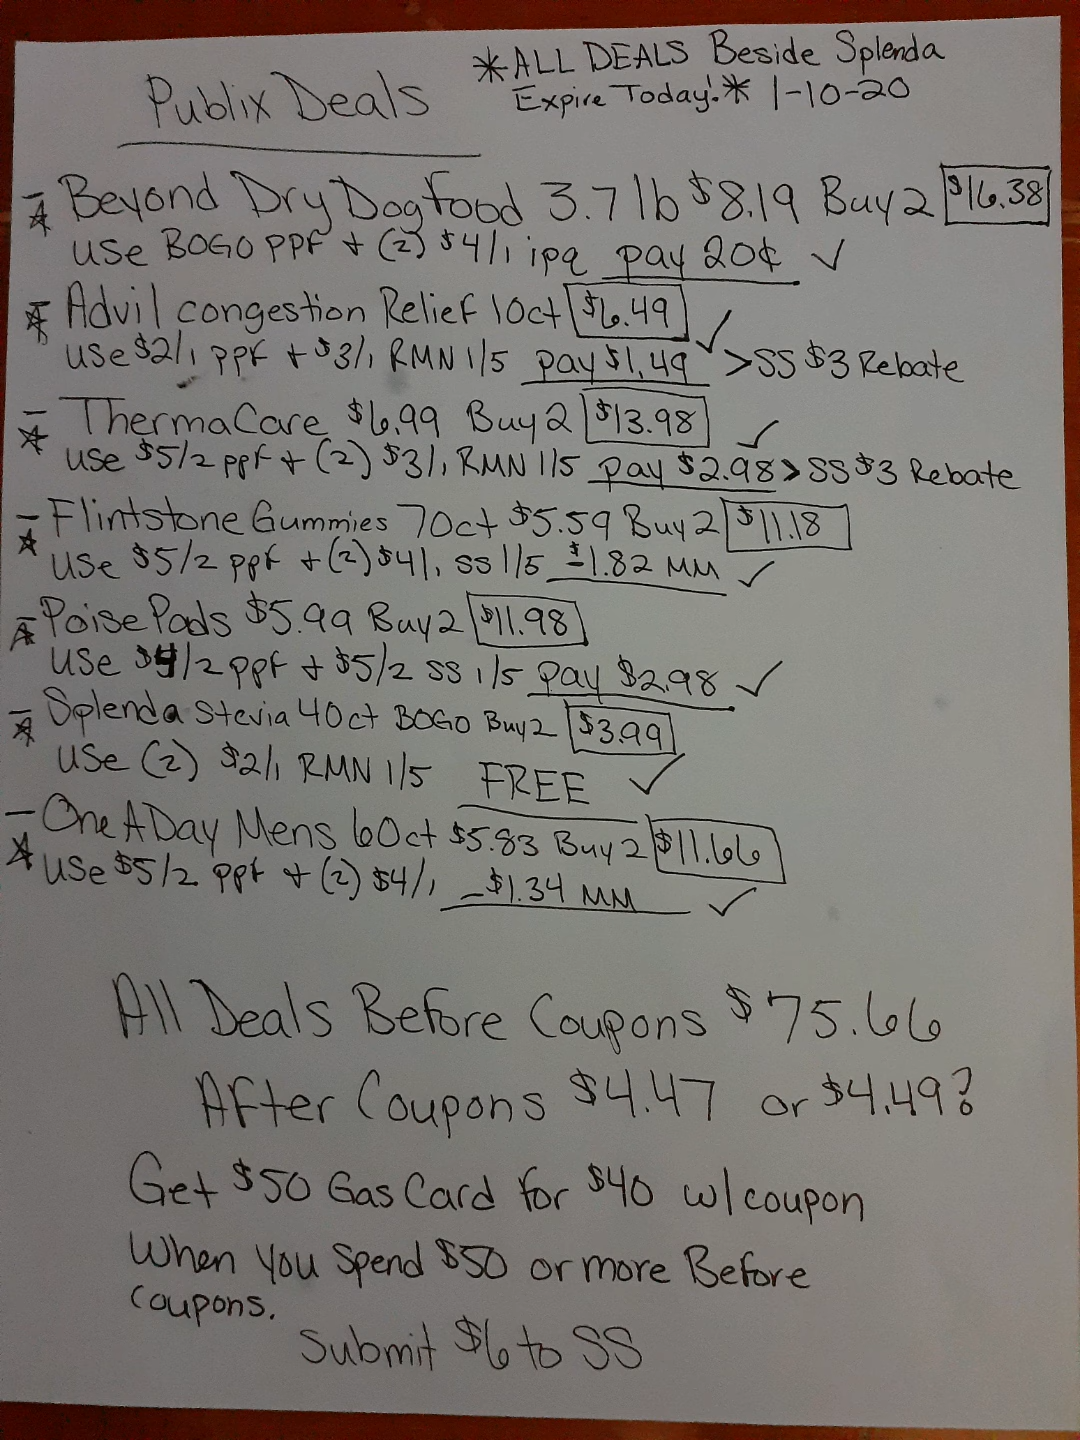 Publix Deals
*ALL DEALS Beside Splenda
Expire Today!* 1-10-20
- Beyond Dry Dogfood 3.7 lb $8.19 Buy 2 $16.38
use BOGO PPF + (2) $4/1 ipq pay 20¢ ✓
- Advil congestion Relief 10ct $6.49
use $2/1 ppf + $3/1 RMN 1/5 pay $1.49 ✓ >SS $3 Rebate
- ThermaCare $6.99 Buy 2 $13.98
use $5/2 ppf + (2) $3/1 RMN 1/5 pay $2.98 ✓ > SS $3 Rebate
- Flintstone Gummies 70ct $5.59 Buy 2 $11.18
use $5/2 ppf + (2) $4/1 SS 1/5 -$1.82 MM ✓
- Poise Pads $5.99 Buy 2 $11.98
use $4/2 ppf + $5/2 SS 1/5 pay $2.98 ✓
- Splenda Stevia 40ct BOGO Buy 2 $3.99
use (2) $2/1 RMN 1/5 FREE ✓
- One A Day Mens 60ct $5.83 Buy 2 $11.66
use $5/2 ppf + (2) $4/1 -$1.34 MM ✓
All Deals Before Coupons $75.66
After Coupons $4.47 or $4.49?
Get $50 Gas Card for $40 w/coupon
When you spend $50 or more Before
coupons.
Submit $6 to SS